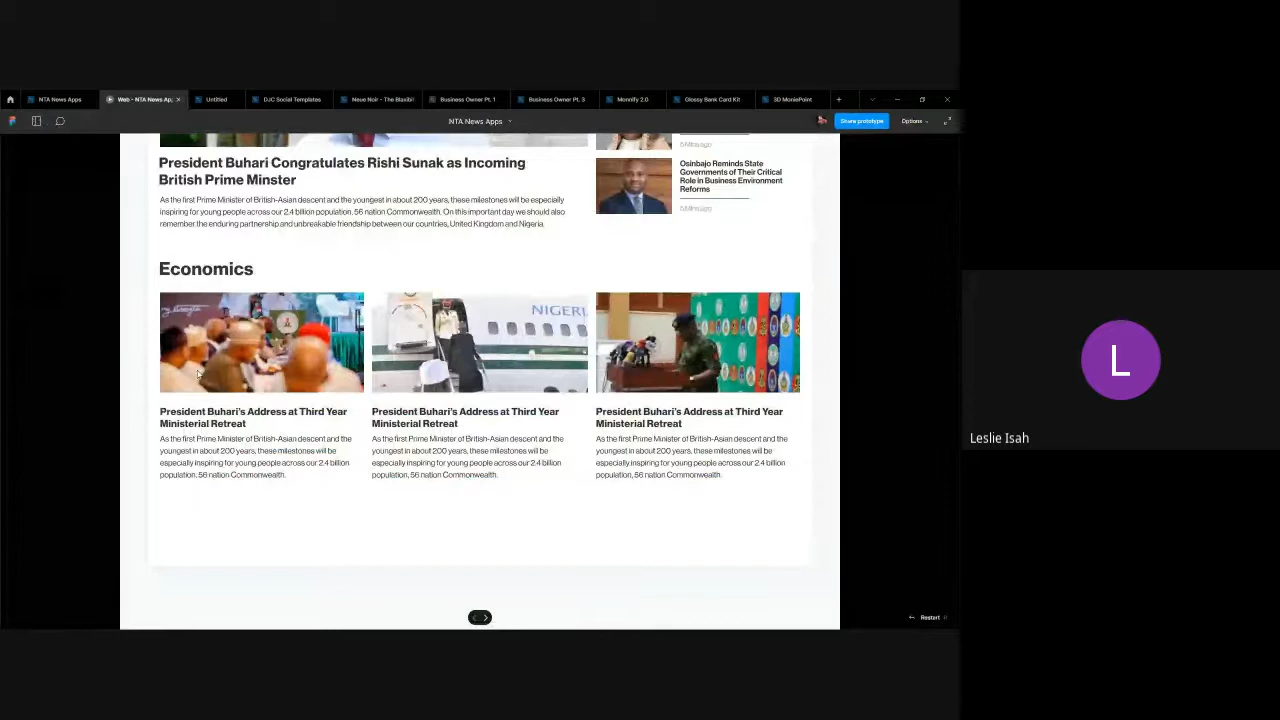 NTA News Apps
Web - NTA News Ap
Untitled
DJC Social Templates
Neue Noir - The Blaxibl
Business Owner Pt. 1
Business Owner Pt. 3
Monnify 2.0
Glossy Bank Card Kit
3D MoniePoint
NTA News Apps
Share prototype
Options
President Buhari Congratulates Rishi Sunak as Incoming
British Prime Minster
As the first Prime Minister of British-Asian descent and the youngest in about 200 years, these milestones will be especially
inspiring for young people across our 2.4 billion population, 56 nation Commonwealth. On this important day we should also
remember the enduring partnership and unbreakable friendship between our countries, United Kingdom and Nigeria
Osinbajo Reminds State
Governments of Their Critical
Role in Business Environment
Reforms
Economics
NIGERI
President Buhari's Address at Third Year
Ministerial Retreat
As the first Prime Minister of British-Asian descent and the
youngest in about 200 years, these milestones will be
especially inspiring for young people across our 2.4 billion
population, 56 nation Commonwealth.
President Buhari's Address at Third Year
Ministerial Retreat
As the first Prime Minister of British-Asian descent and the
youngest in about 200 years, these milestones will be
especially inspiring for young people across our 2.4 billion
population, 56 nation Commonwealth.
President Buhari's Address at Third Year
Ministerial Retreat
As the first Prime Minister of British-Asian descent and the
youngest in about 200 years, these milestones will be
especially inspiring for young people across our 2.4 billion
population, 56 nation Commonwealth.
Restart
L
Leslie Isah